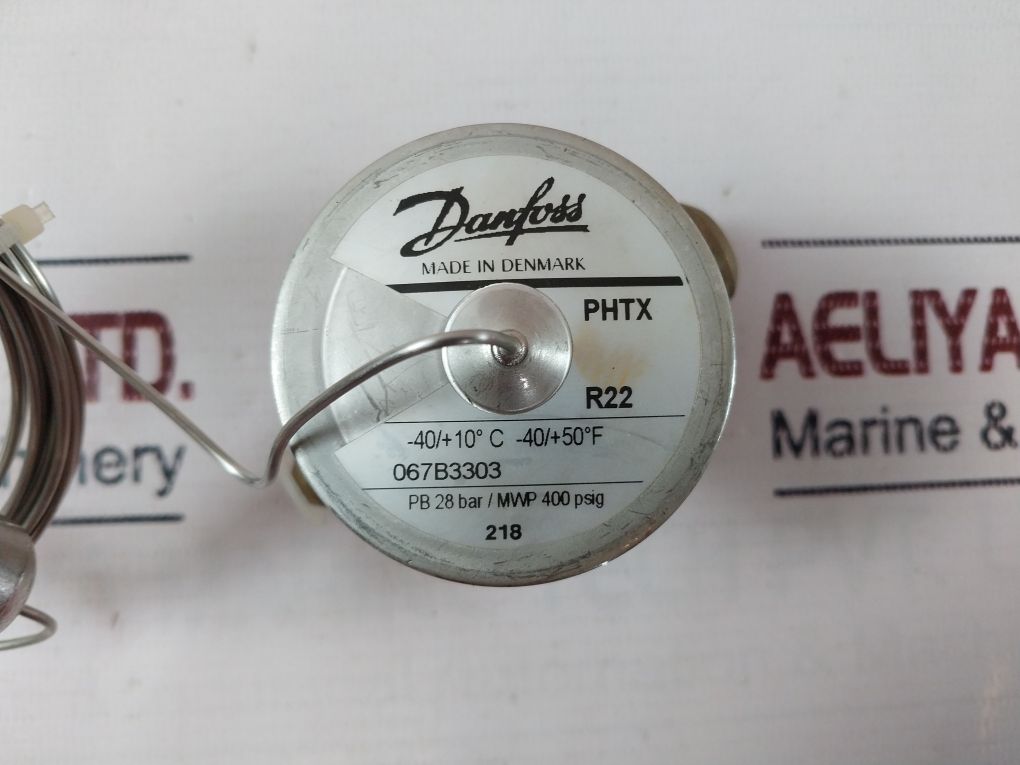 Danfoss
MADE IN DENMARK
PHTX
R22
-40/+10° C -40/+50°F
067B3303
PB 28 bar / MWP 400 psig
218
TD.
nery
AELIYA
Marine &